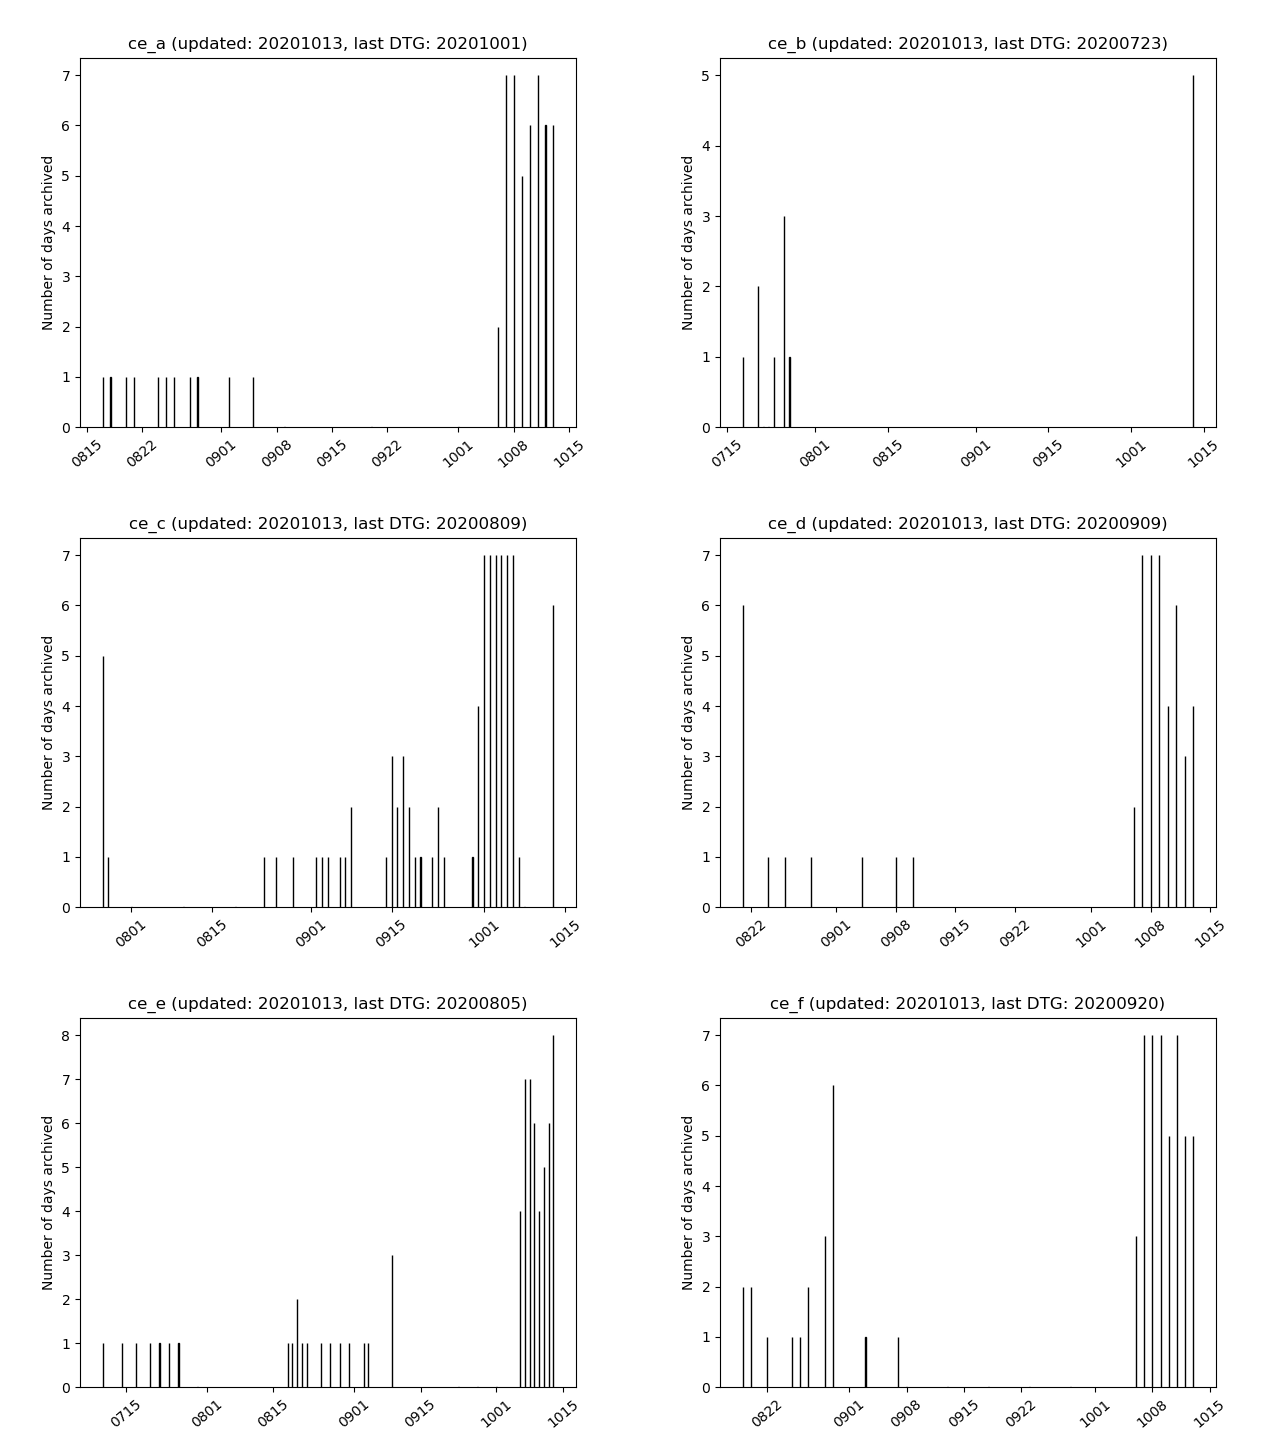 ce_a (updated: 20201013, last DTG: 20201001)
Number of days archived
7
6
5
4
3
2
1
0
0815 0822 0901 0908 0915 0922 1001 1008 1015
ce_b (updated: 20201013, last DTG: 20200723)
Number of days archived
5
4
3
2
1
0
0715 0801 0815 0901 0915 1001 1015
ce_c (updated: 20201013, last DTG: 20200809)
Number of days archived
7
6
5
4
3
2
1
0
0801 0815 0901 0915 1001 1015
ce_d (updated: 20201013, last DTG: 20200909)
Number of days archived
7
6
5
4
3
2
1
0
0822 0901 0908 0915 0922 1001 1008 1015
ce_e (updated: 20201013, last DTG: 20200805)
Number of days archived
8
7
6
5
4
3
2
1
0
0715 0801 0815 0901 0915 1001 1015
ce_f (updated: 20201013, last DTG: 20200920)
Number of days archived
7
6
5
4
3
2
1
0
0822 0901 0908 0915 0922 1001 1008 1015